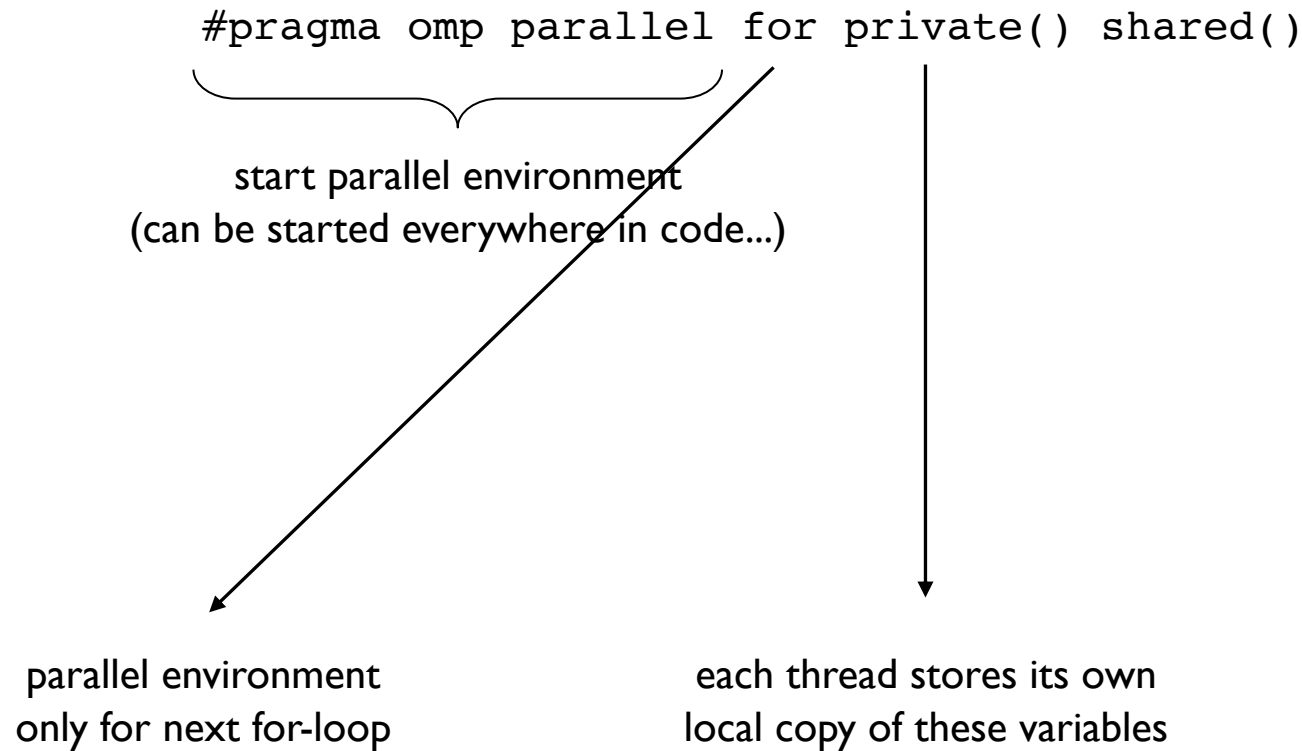 #pragma omp parallel for private() shared()
start parallel environment
(can be started everywhere in code...)
parallel environment
only for next for-loop
each thread stores its own
local copy of these variables